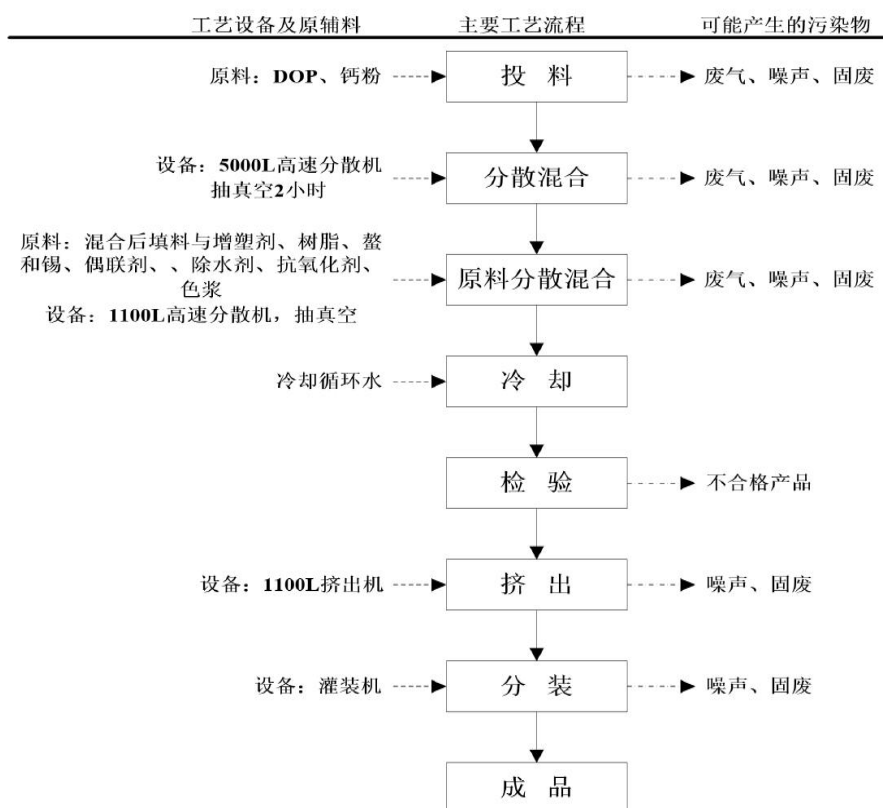 工艺设备及原辅料 主要工艺流程 可能产生的污染物
原料：DOP、钙粉 投 料 废气、噪声、固废
设备：5000L高速分散机
抽真空2小时
分散混合 废气、噪声、固废
原料：混合后填料与增塑剂、树脂、螯
和锡、偶联剂、、除水剂、抗氧化剂、
色浆
设备：1100L高速分散机，抽真空
原料分散混合 废气、噪声、固废
冷却循环水 冷 却
检 验 不合格产品
设备：1100L挤出机 挤 出 噪声、固废
设备：灌装机 分 装 噪声、固废
成 品